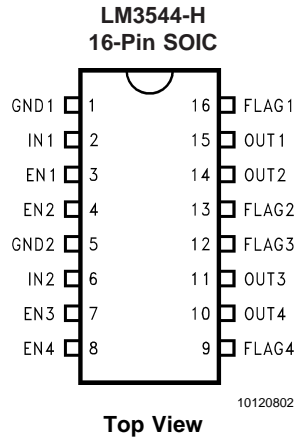 LM3544-H
16-Pin SOIC
GND1 1 16 FLAG1
IN1 2 15 OUT1
EN1 3 14 OUT2
EN2 4 13 FLAG2
GND2 5 12 FLAG3
IN2 6 11 OUT3
EN3 7 10 OUT4
EN4 8 9 FLAG4
10120802
Top View